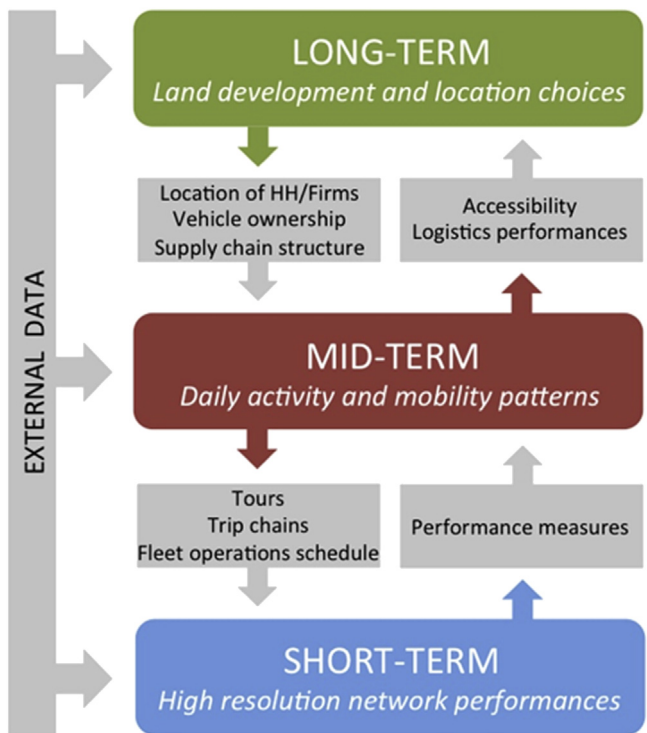 EXTERNAL DATA
LONG-TERM
Land development and location choices
Location of HH/Firms
Vehicle ownership
Supply chain structure
Accessibility
Logistics performances
MID-TERM
Daily activity and mobility patterns
Tours
Trip chains
Fleet operations schedule
Performance measures
SHORT-TERM
High resolution network performances